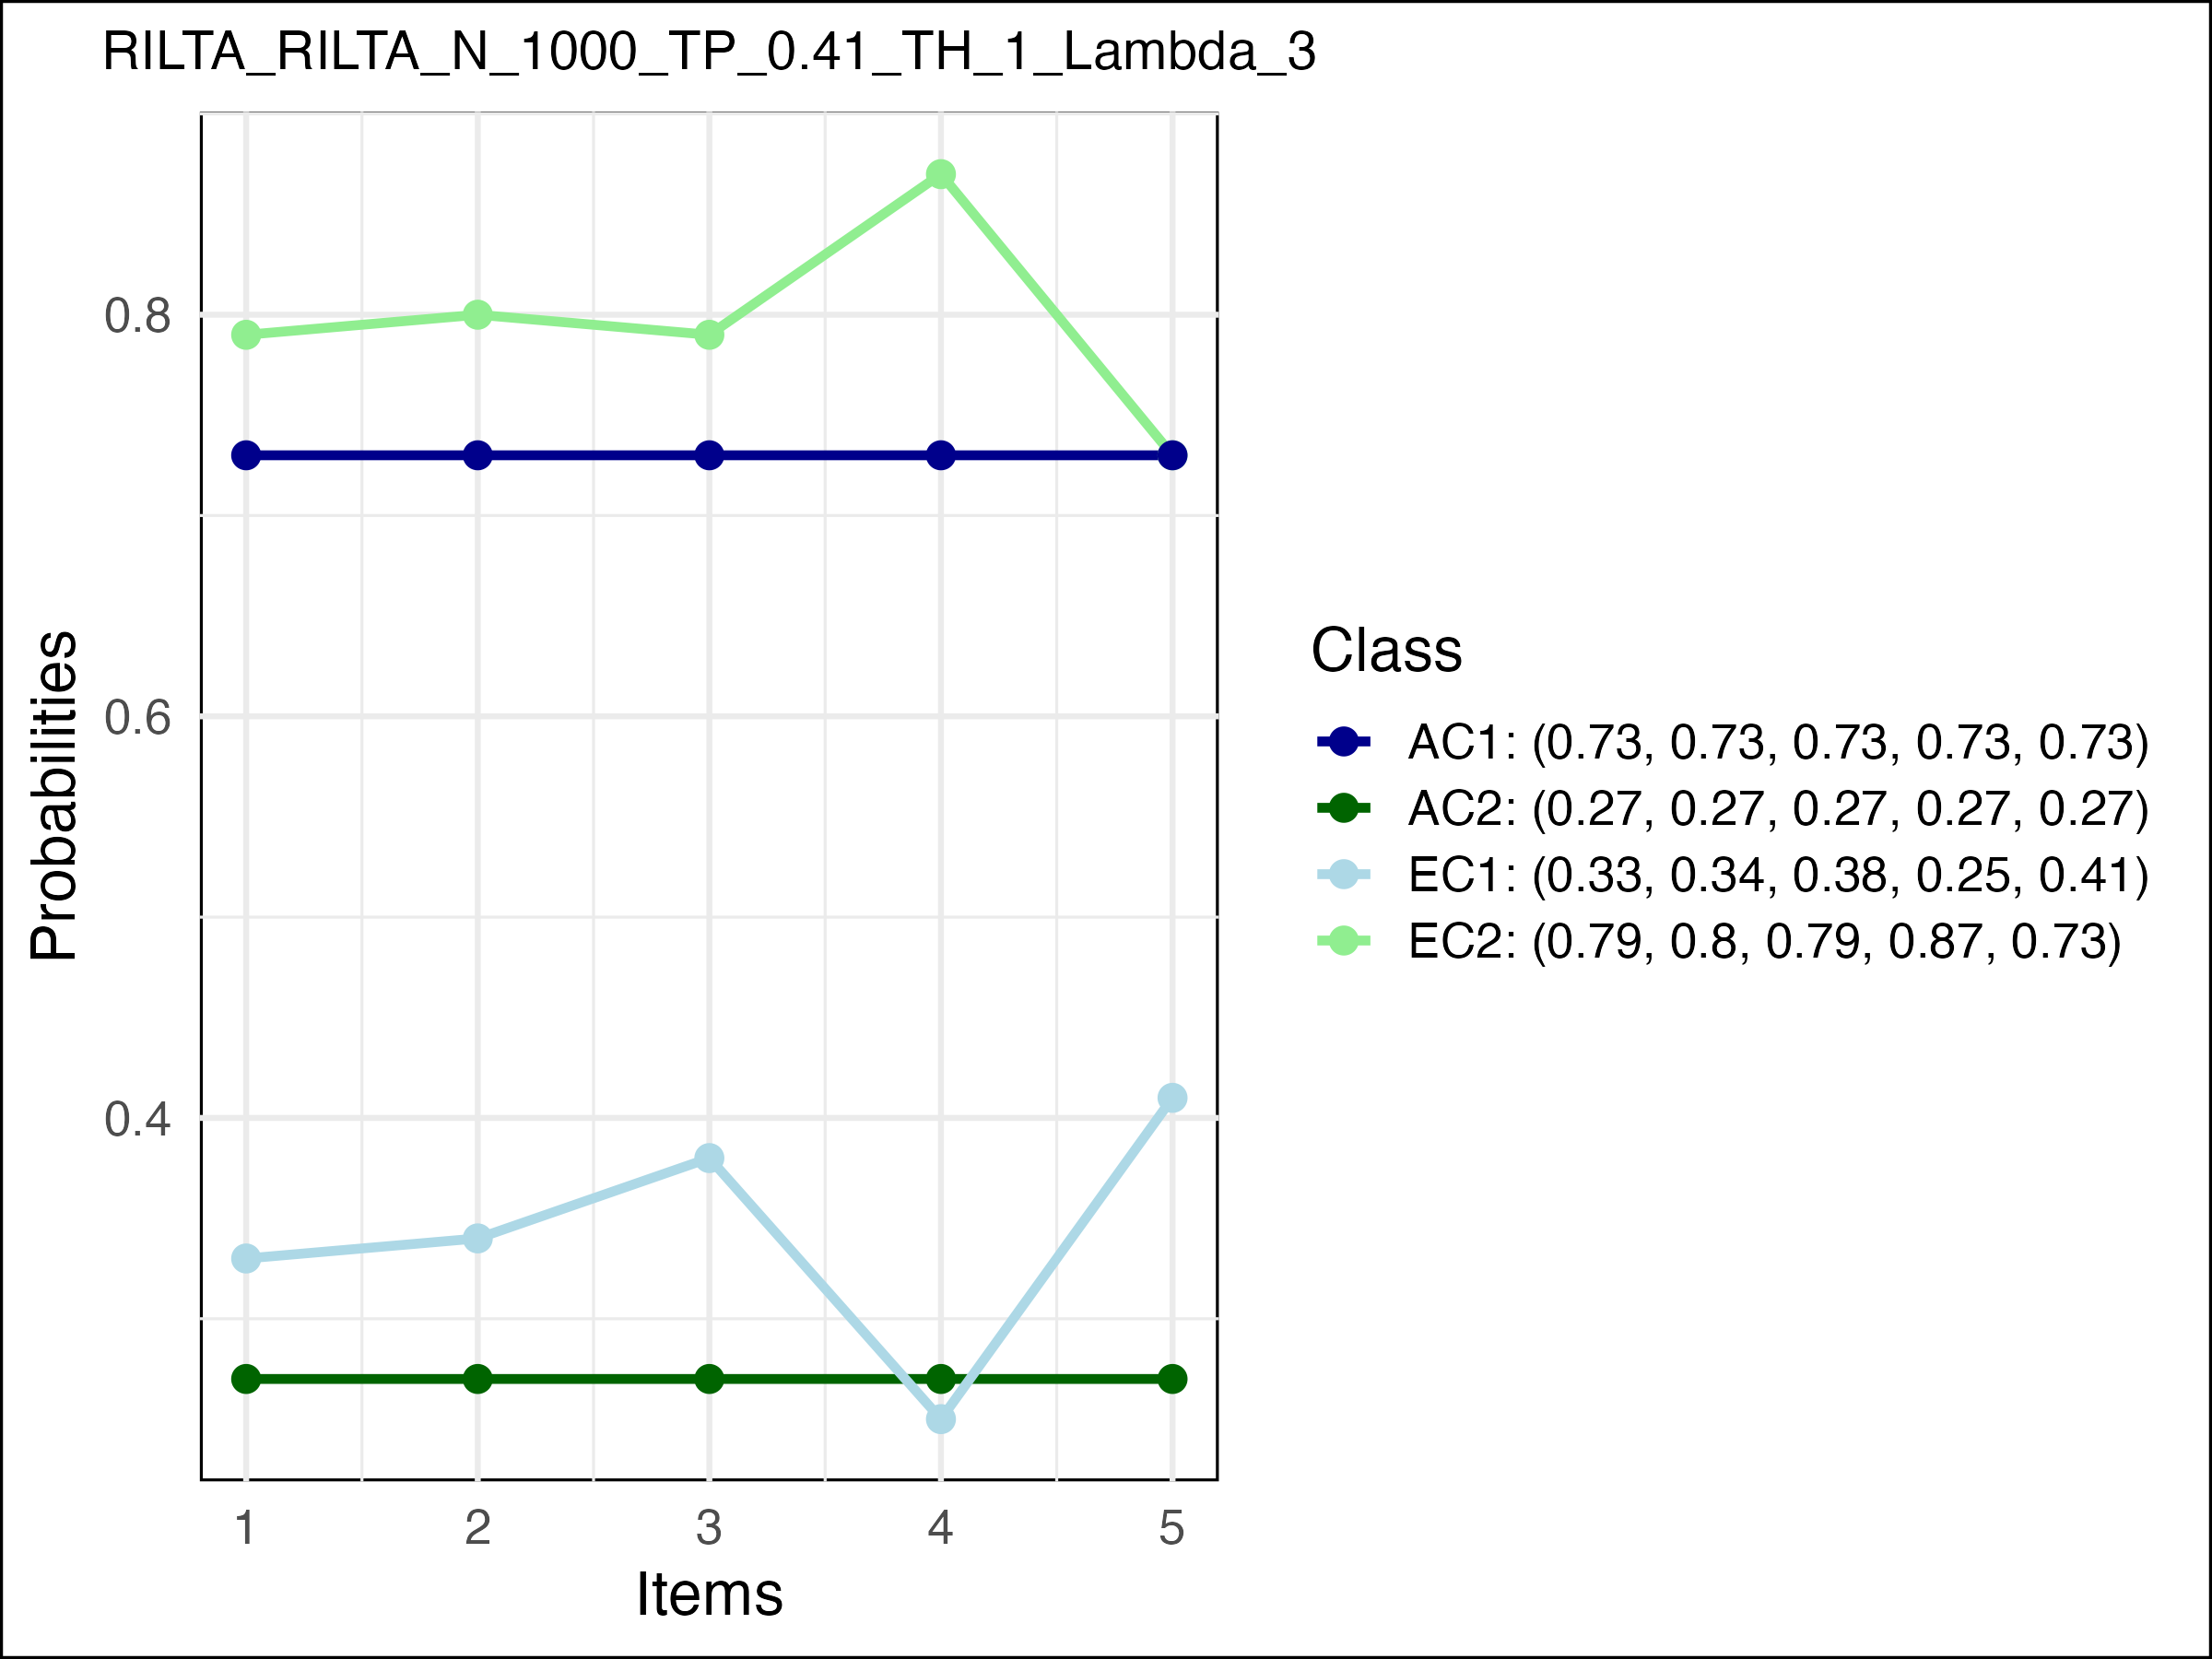 RILTA_RILTA_N_1000_TP_0.41_TH_1_Lambda_3
0.8
0.6
0.4
Probabilities
1 2 3 4 5
Items
Class
AC1: (0.73, 0.73, 0.73, 0.73, 0.73)
AC2: (0.27, 0.27, 0.27, 0.27, 0.27)
EC1: (0.33, 0.34, 0.38, 0.25, 0.41)
EC2: (0.79, 0.8, 0.79, 0.87, 0.73)